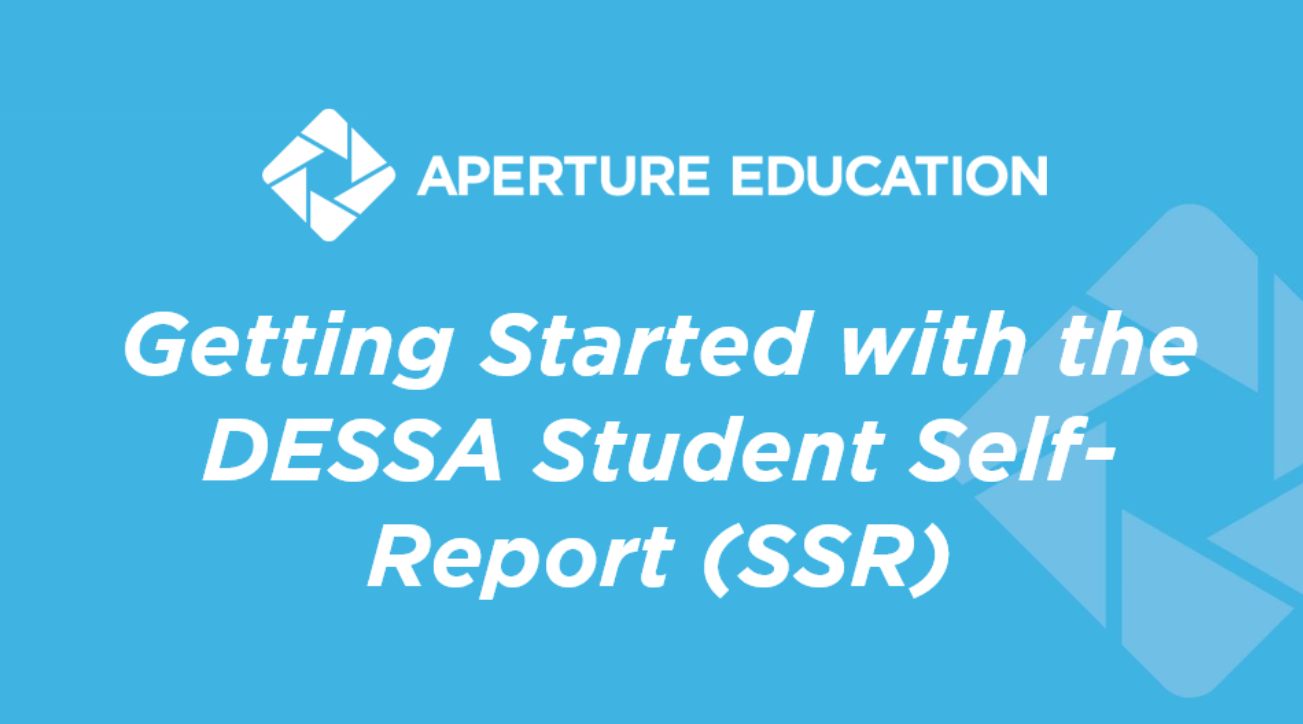 APERTURE EDUCATION
Getting Started with the
DESSA Student Self-
Report (SSR)